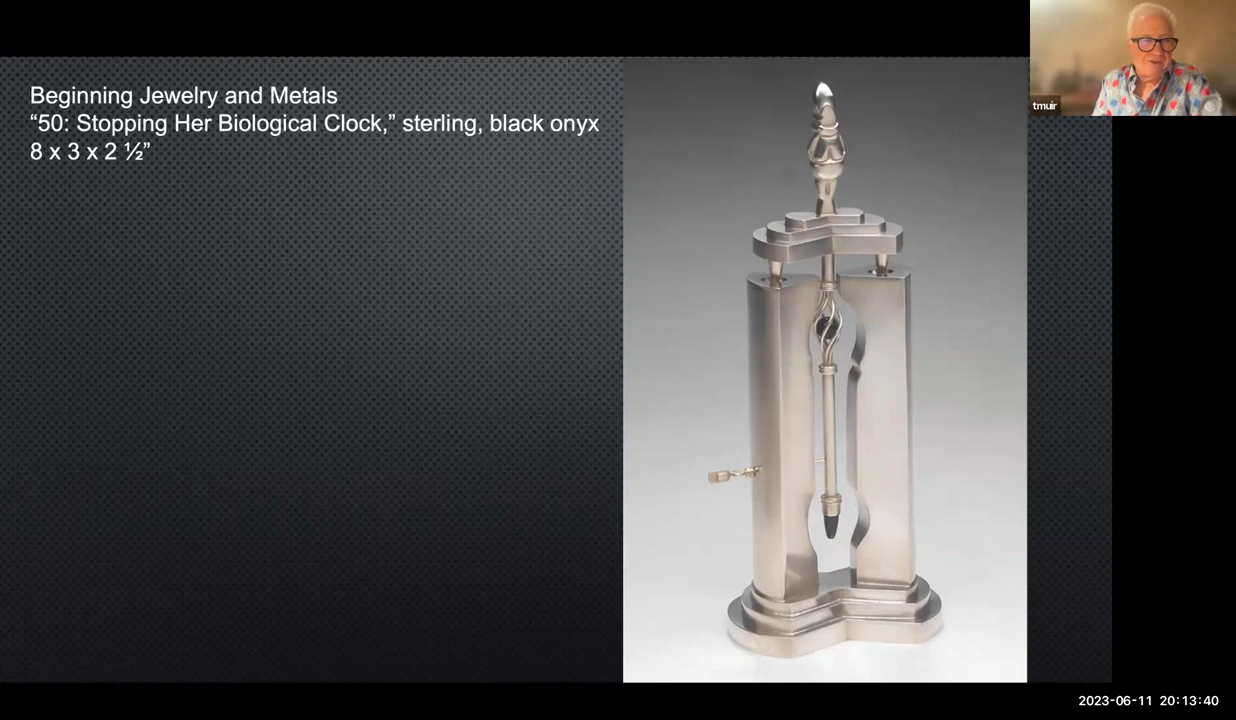 Beginning Jewelry and Metals
“50: Stopping Her Biological Clock,” sterling, black onyx
8 x 3 x 2 ½”
tmuir
2023-06-11 20:13:40